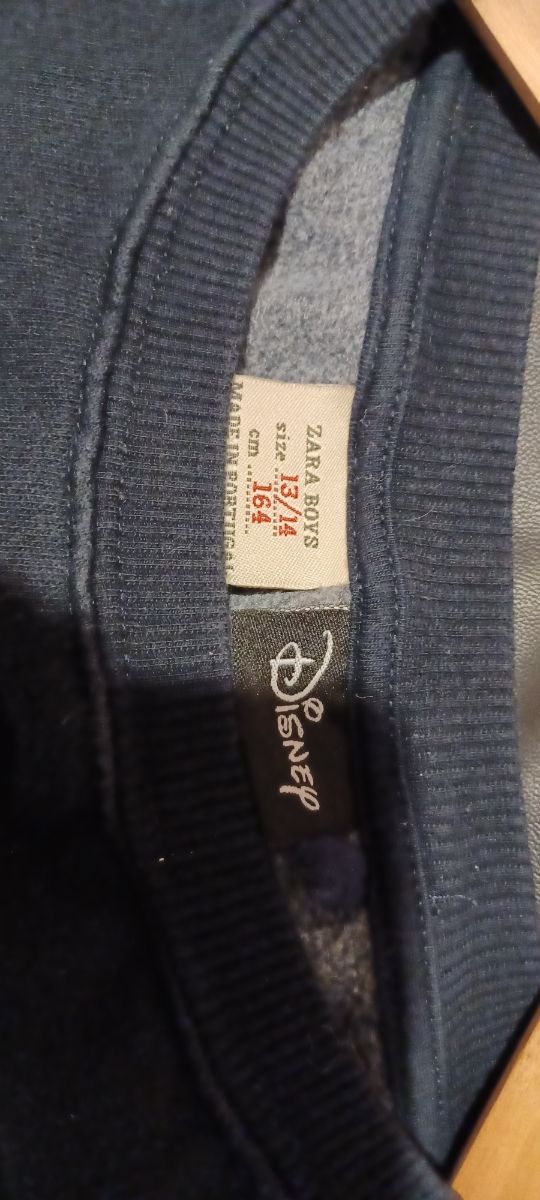 ZARA BOYS
size 13/14
cm 164
MADE IN PORTUGAL
Disney